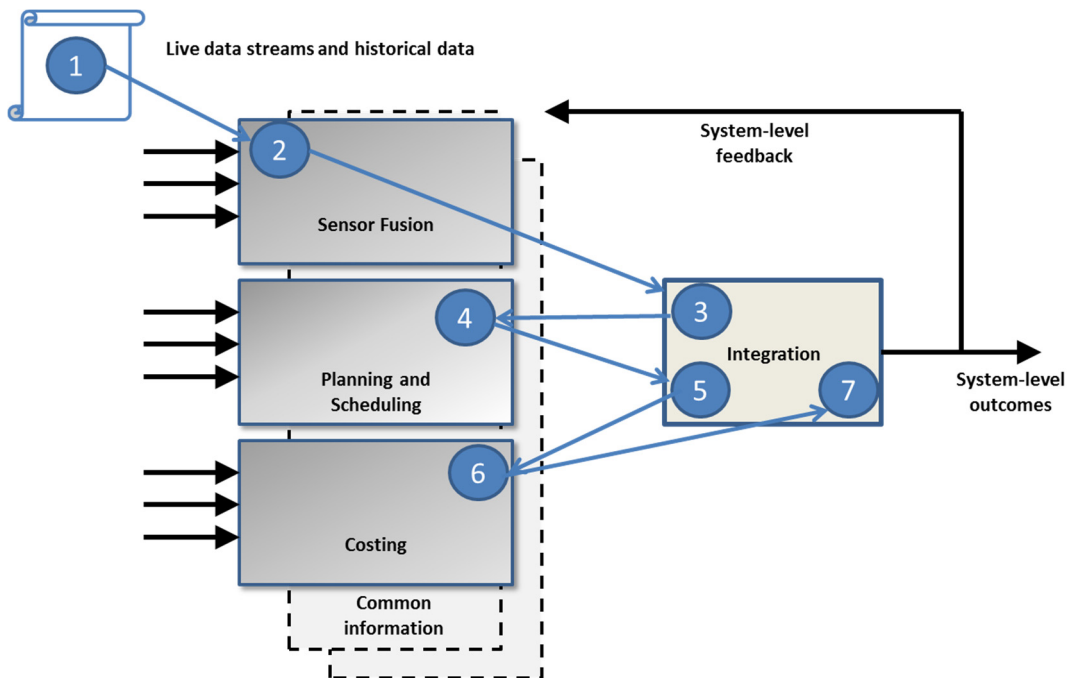 1
Live data streams and historical data
System-level
feedback
2
Sensor Fusion
3
4
Integration
Planning and
Scheduling
5
7
System-level
outcomes
6
Costing
Common
information